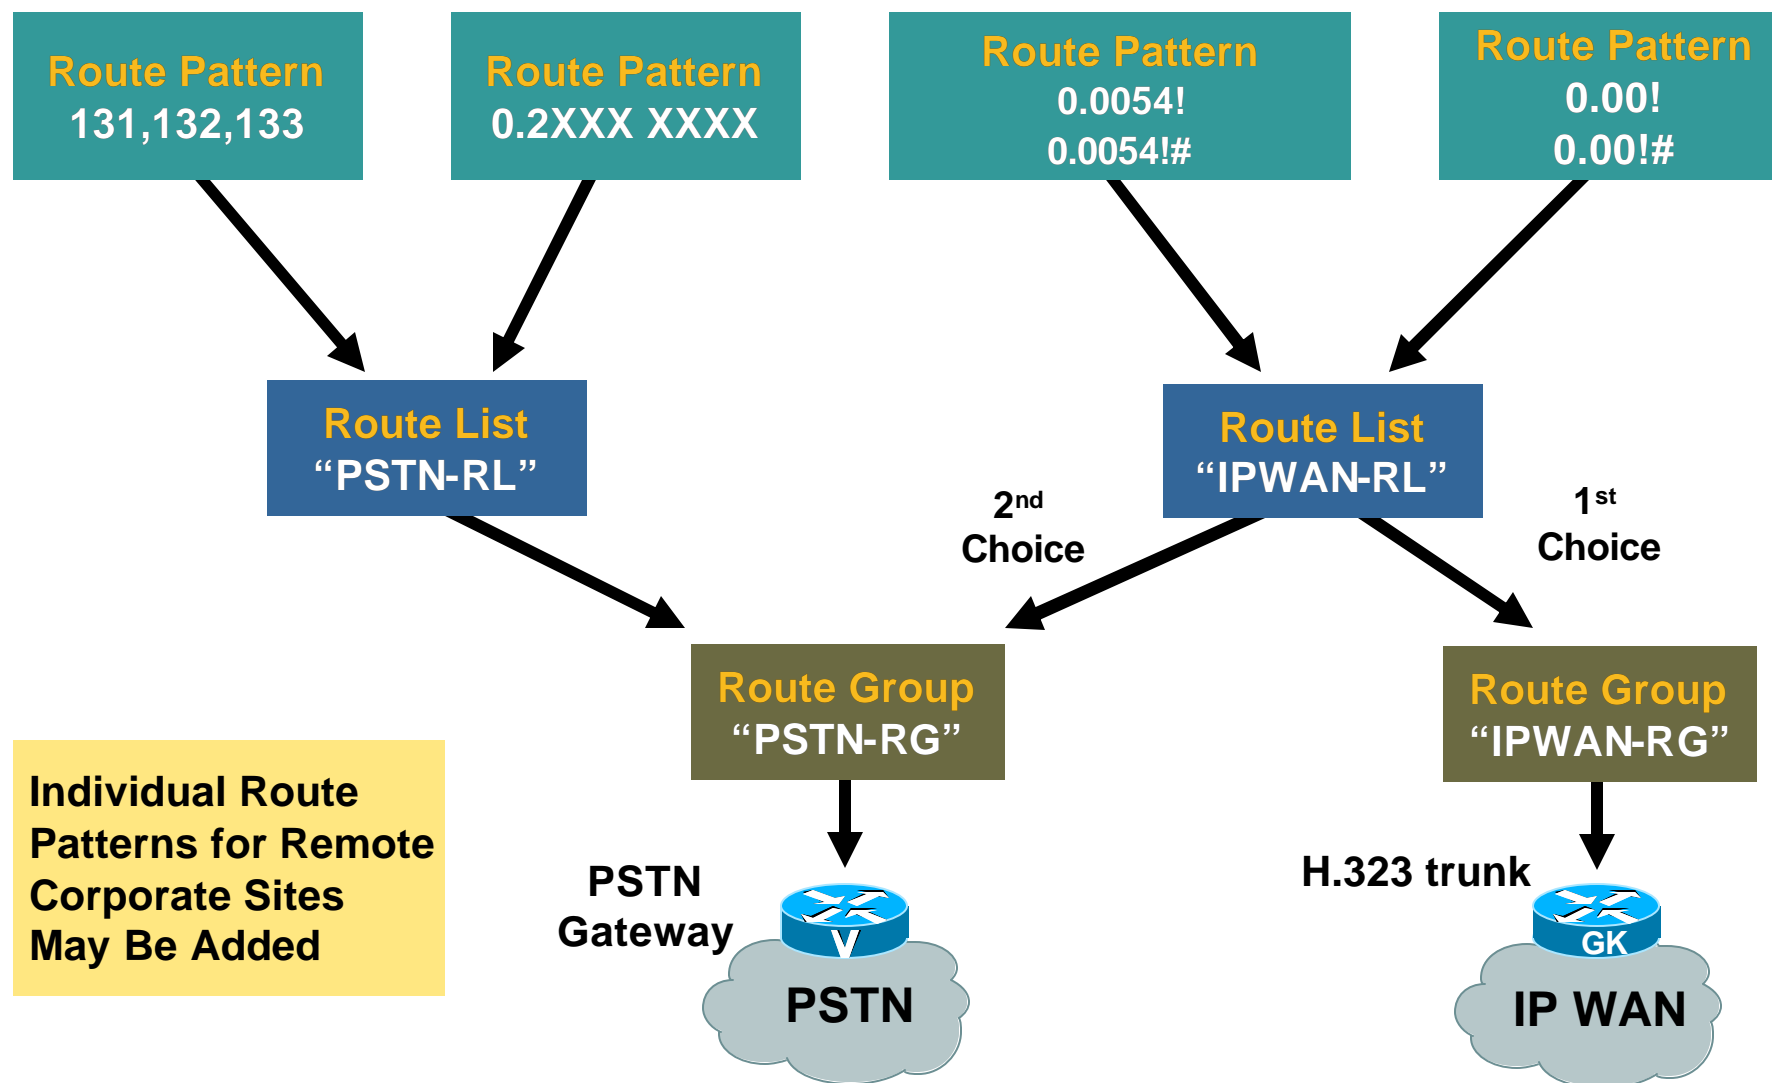 Route Pattern
131,132,133
Route Pattern
0.2XXX XXXX
Route Pattern
0.0054!
0.0054!#
Route Pattern
0.00!
0.00!#
Route List
“PSTN-RL”
Route List
“IPWAN-RL”
2nd
Choice
1st
Choice
Route Group
“PSTN-RG”
Route Group
“IPWAN-RG”
Individual Route
Patterns for Remote
Corporate Sites
May Be Added
PSTN
Gateway
V
PSTN
H.323 trunk
GK
IP WAN